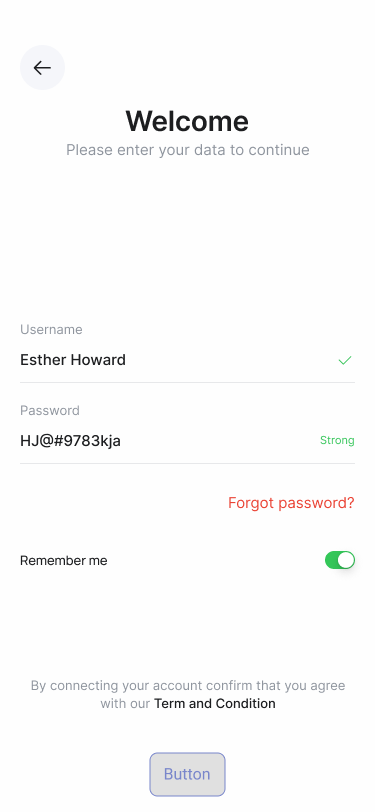 Welcome
Please enter your data to continue
Username
Esther Howard
Password
HJ@#9783kja
Strong
Forgot password?
Remember me
By connecting your account confirm that you agree
with our Term and Condition
Button